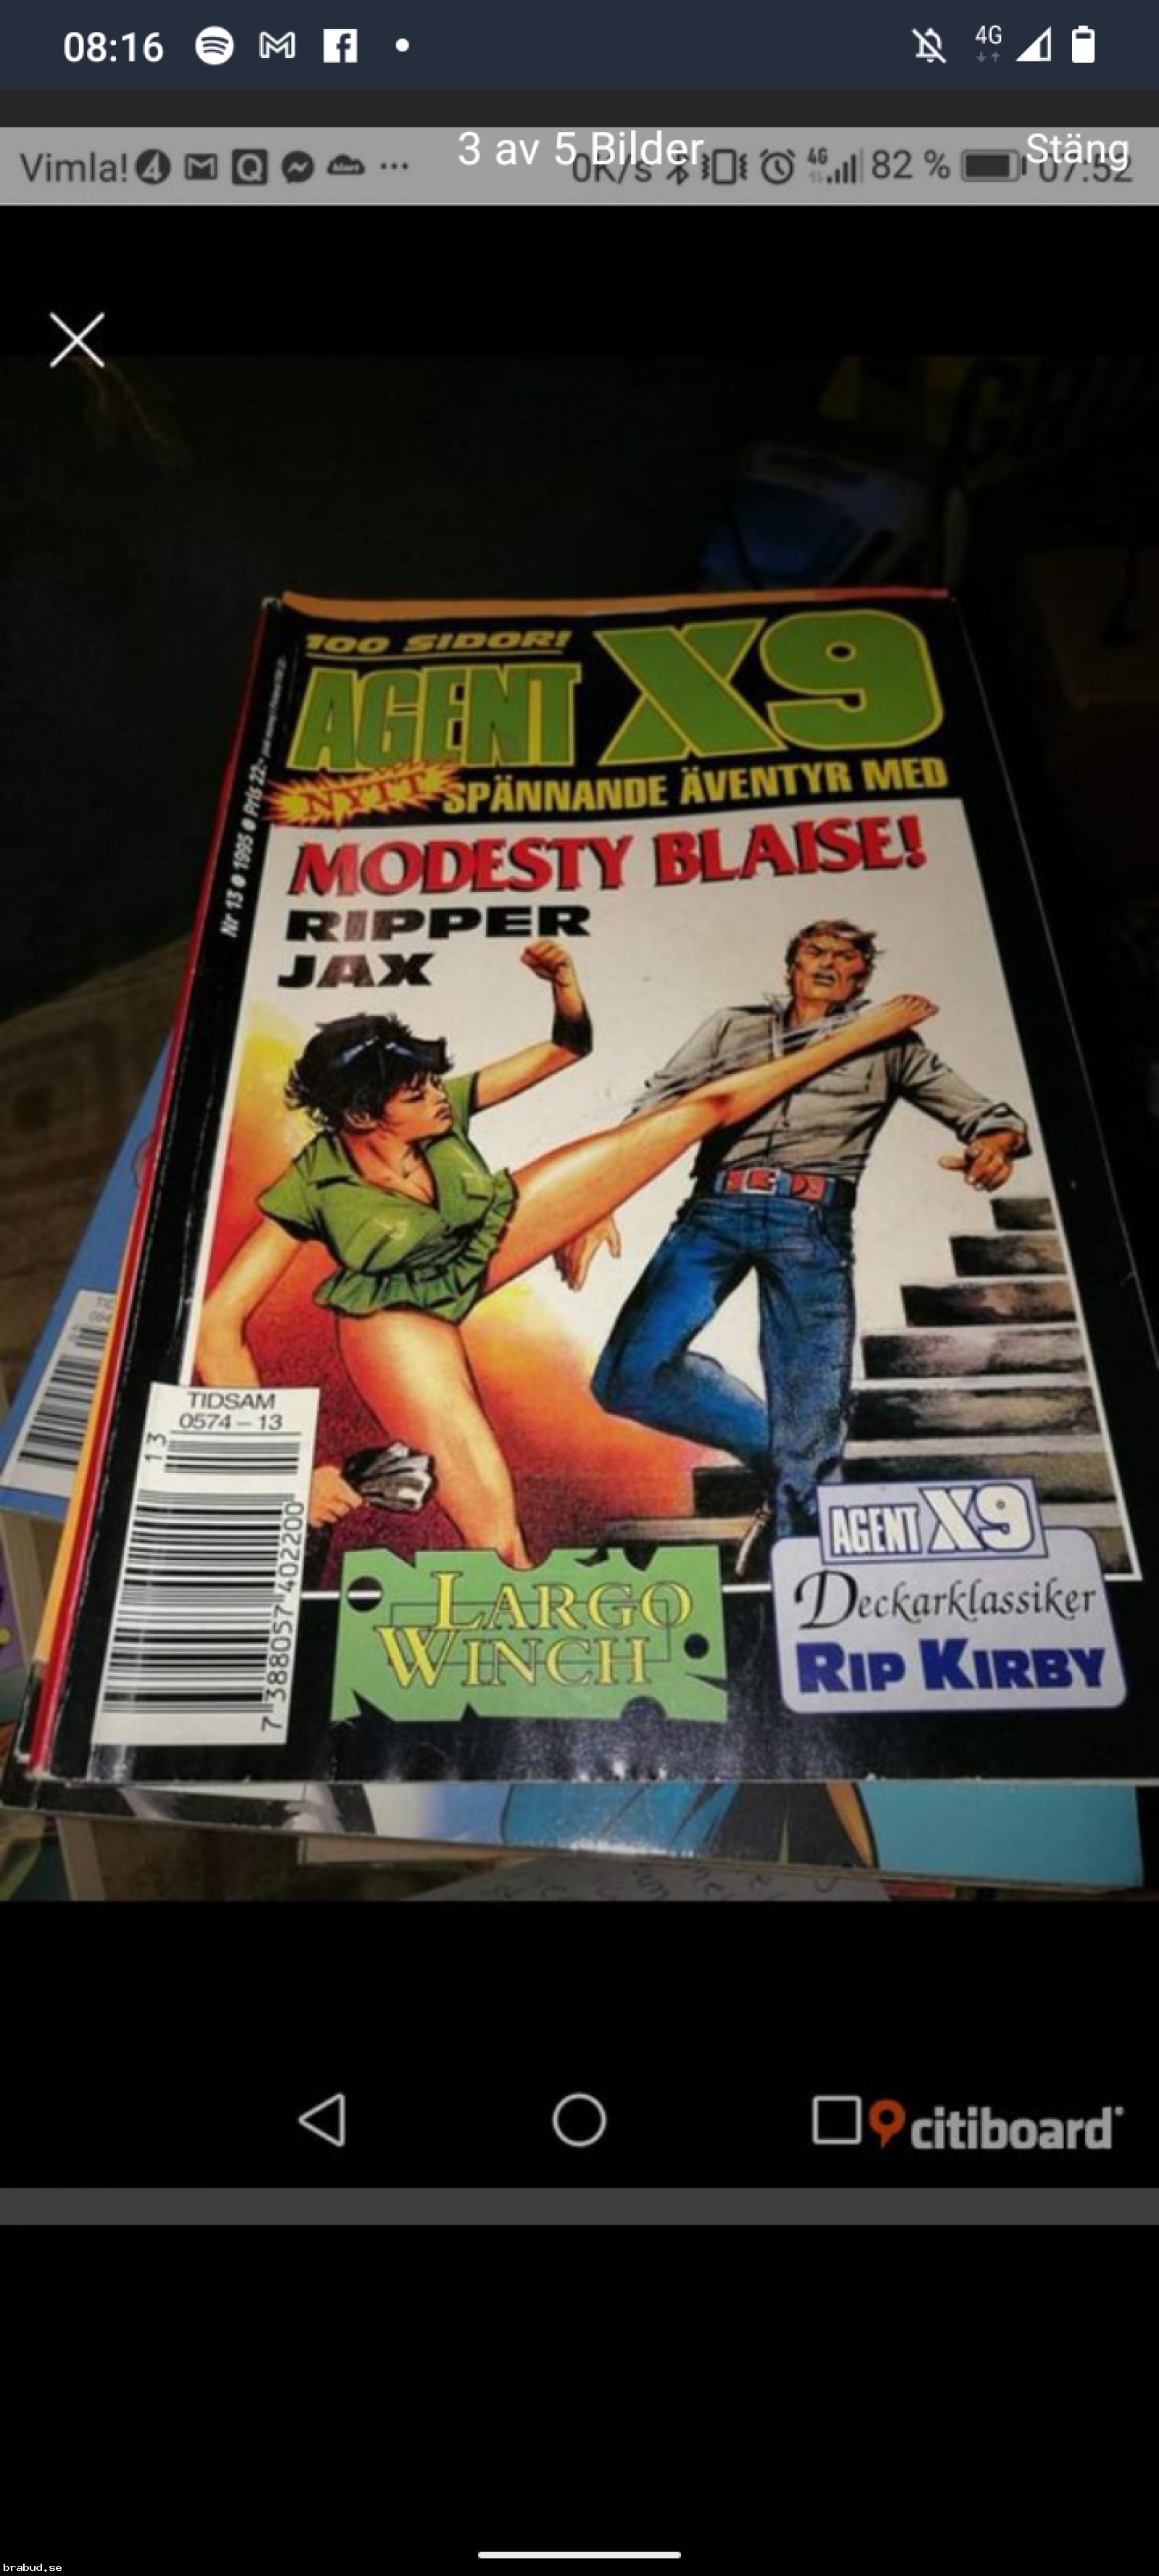 08:16
4G
3 av 5 Bilder
Stäng
Vimla!
0K/s
4G
82 %
07:52
100 SIDOR!
AGENT X9
NYTT
SPÄNNANDE ÄVENTYR MED
Nr 13 ● 1995 ● Pris 22:-
MODESTY BLAISE!
RIPPER
JAX
TIDSAM
0574 – 13
13
7 388057 402200
LARGO
WINCH
AGENT X9
Deckarklassiker
RIP KIRBY
citiboard
brabud.se